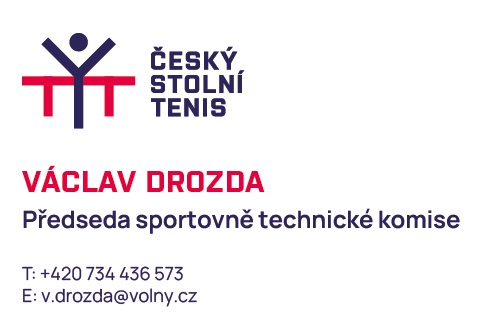 ČESKÝ
STOLNÍ
TENIS
VÁCLAV DROZDA
Předseda sportovně technické komise
T: +420 734 436 573
E: v.drozda@volny.cz